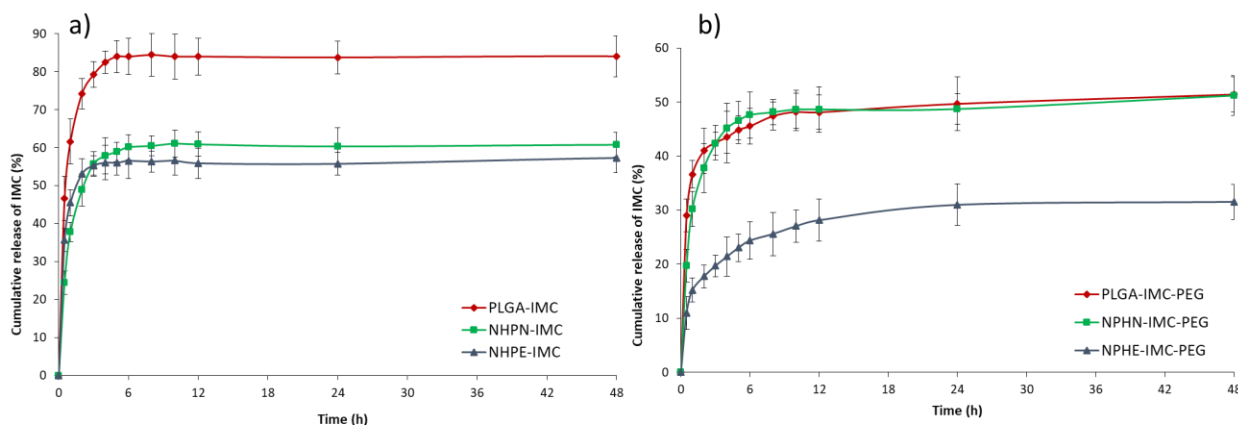 a)
Cumulative release of IMC (%)
90
80
70
60
50
40
30
20
10
0
0 6 12 18 24 30 36 42 48
Time (h)
PLGA-IMC
NHPN-IMC
NHPE-IMC
b)
Cumulative release of IMC (%)
60
50
40
30
20
10
0
0 6 12 18 24 30 36 42 48
Time (h)
PLGA-IMC-PEG
NPHN-IMC-PEG
NPHE-IMC-PEG